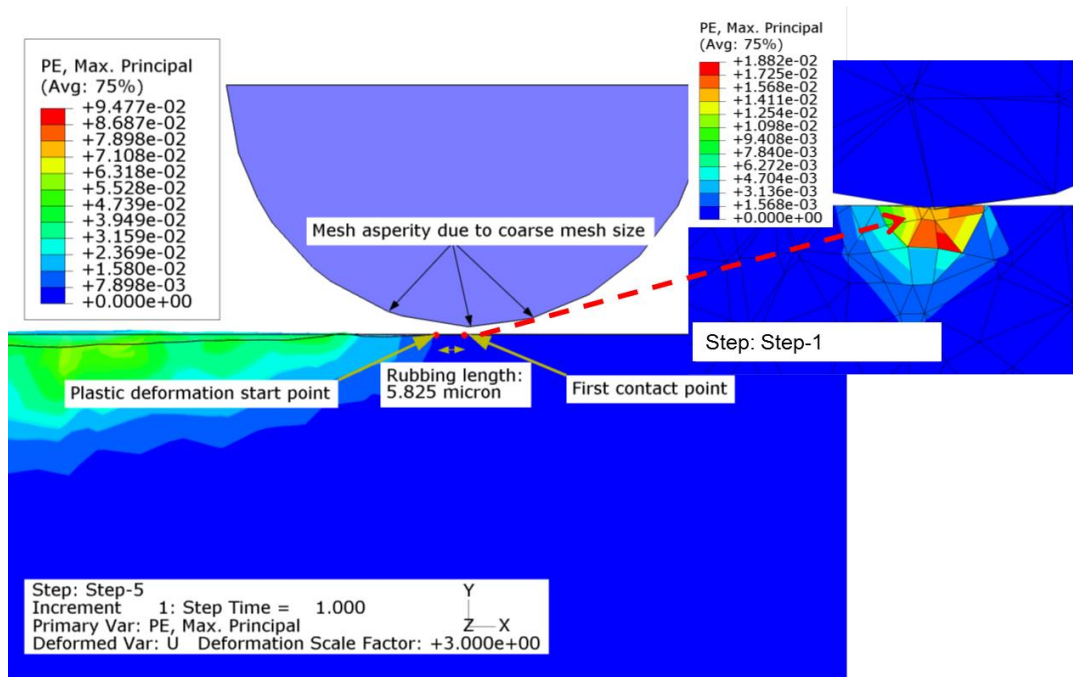 PE, Max. Principal
(Avg: 75%)
+9.477e-02
+8.687e-02
+7.898e-02
+7.108e-02
+6.318e-02
+5.528e-02
+4.739e-02
+3.949e-02
+3.159e-02
+2.369e-02
+1.580e-02
+7.898e-03
+0.000e+00
PE, Max. Principal
(Avg: 75%)
+1.882e-02
+1.725e-02
+1.568e-02
+1.411e-02
+1.254e-02
+1.098e-02
+9.408e-03
+7.840e-03
+6.272e-03
+4.704e-03
+3.136e-03
+1.568e-03
+0.000e+00
Mesh asperity due to coarse mesh size
Step: Step-1
Plastic deformation start point
Rubbing length:
5.825 micron
First contact point
Step: Step-5
Increment 1: Step Time = 1.000
Primary Var: PE, Max. Principal
Deformed Var: U Deformation Scale Factor: +3.000e+00
Y
Z X